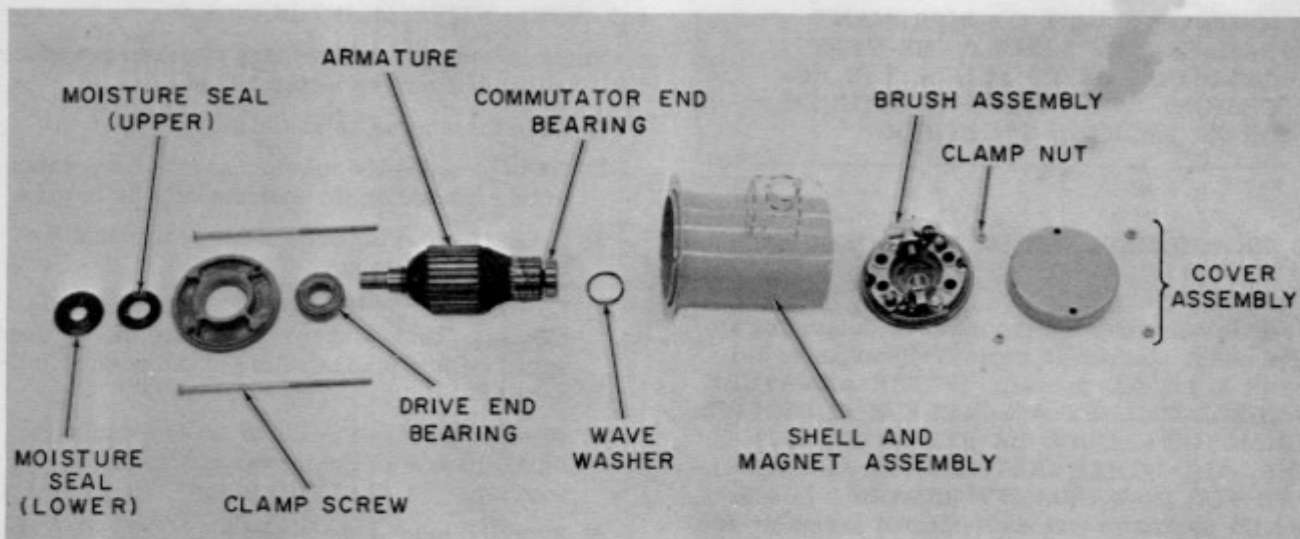 ARMATURE
MOISTURE SEAL
(UPPER)
COMMUTATOR END
BEARING
BRUSH ASSEMBLY
CLAMP NUT
COVER
ASSEMBLY
DRIVE END
BEARING
WAVE
WASHER
SHELL AND
MAGNET ASSEMBLY
MOISTURE
SEAL
(LOWER)
CLAMP SCREW